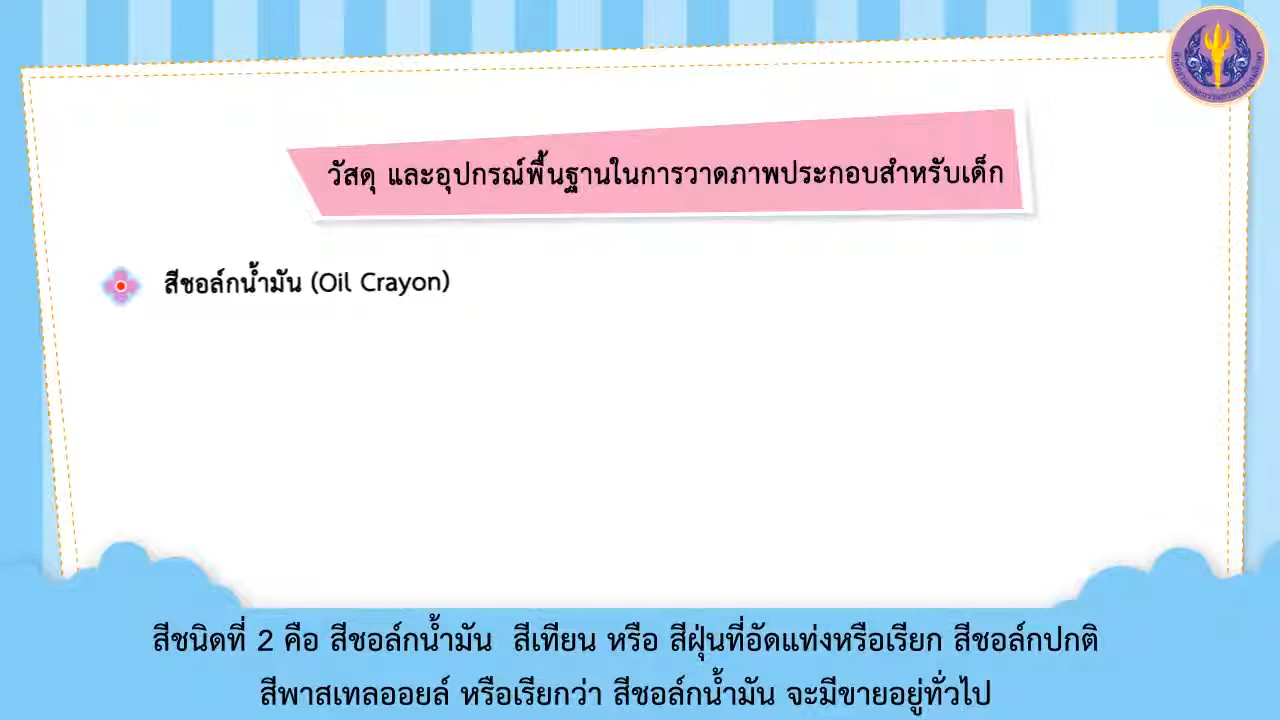 วัสดุ และอุปกรณ์พื้นฐานในการวาดภาพประกอบสำหรับเด็ก
สีชอล์กน้ำมัน (Oil Crayon)
สีชนิดที่ 2 คือ สีชอล์กน้ำมัน สีเทียน หรือ สีฝุ่นที่อัดแท่งหรือเรียก สีชอล์กปกติ
สีพาสเทลออยล์ หรือเรียกว่า สีชอล์กน้ำมัน จะมีขายอยู่ทั่วไป